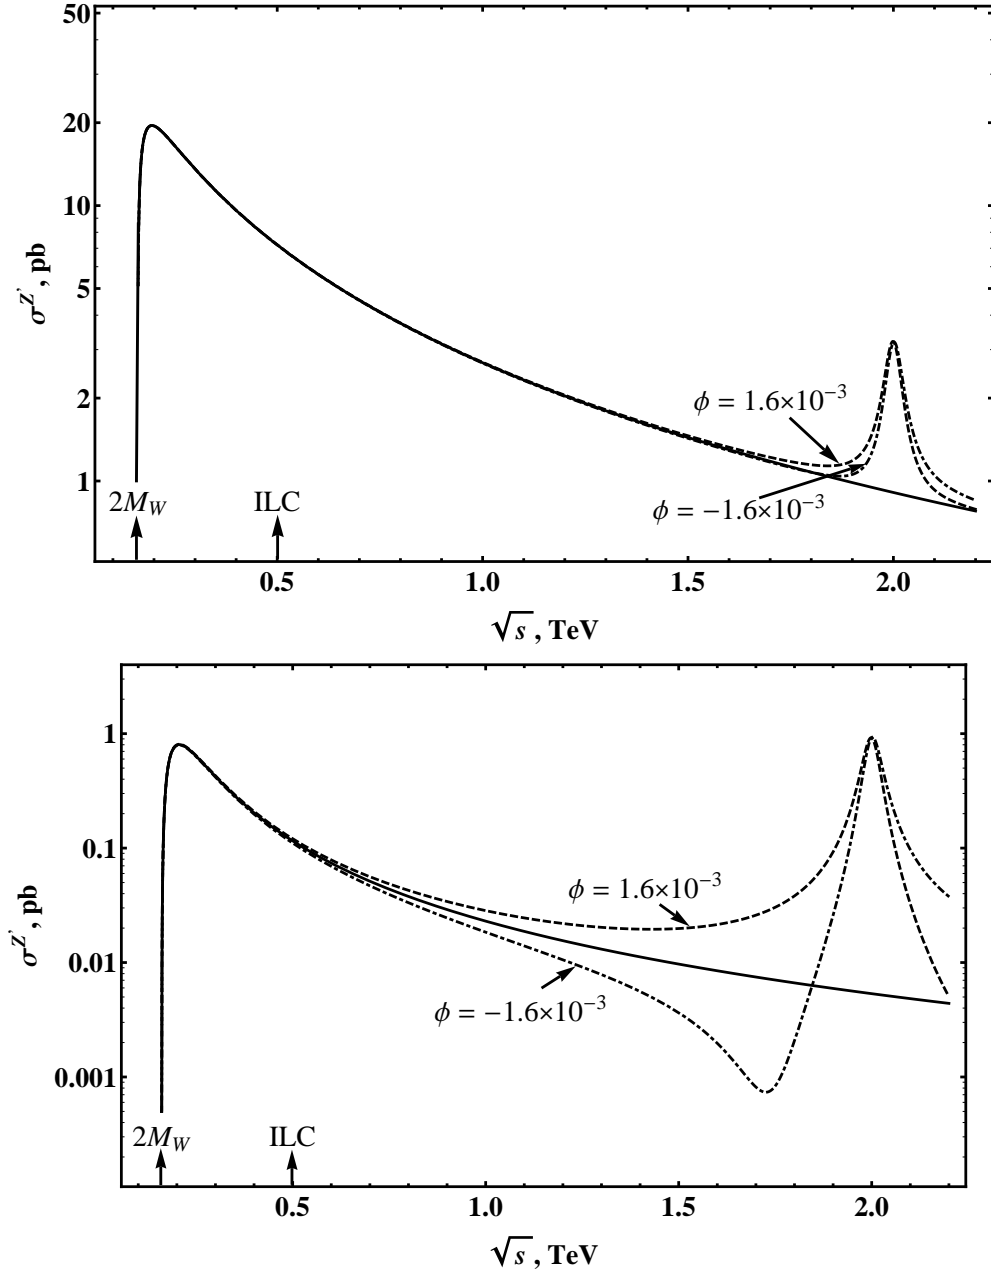 50
20
10
5
2
1
σ^{Z'}, pb
ϕ = 1.6×10⁻³
ϕ = −1.6×10⁻³
2M_W
ILC
0.5 1.0 1.5 2.0
√s, TeV
1
0.1
0.01
0.001
σ^{Z'}, pb
ϕ = 1.6×10⁻³
ϕ = −1.6×10⁻³
2M_W
ILC
0.5 1.0 1.5 2.0
√s, TeV